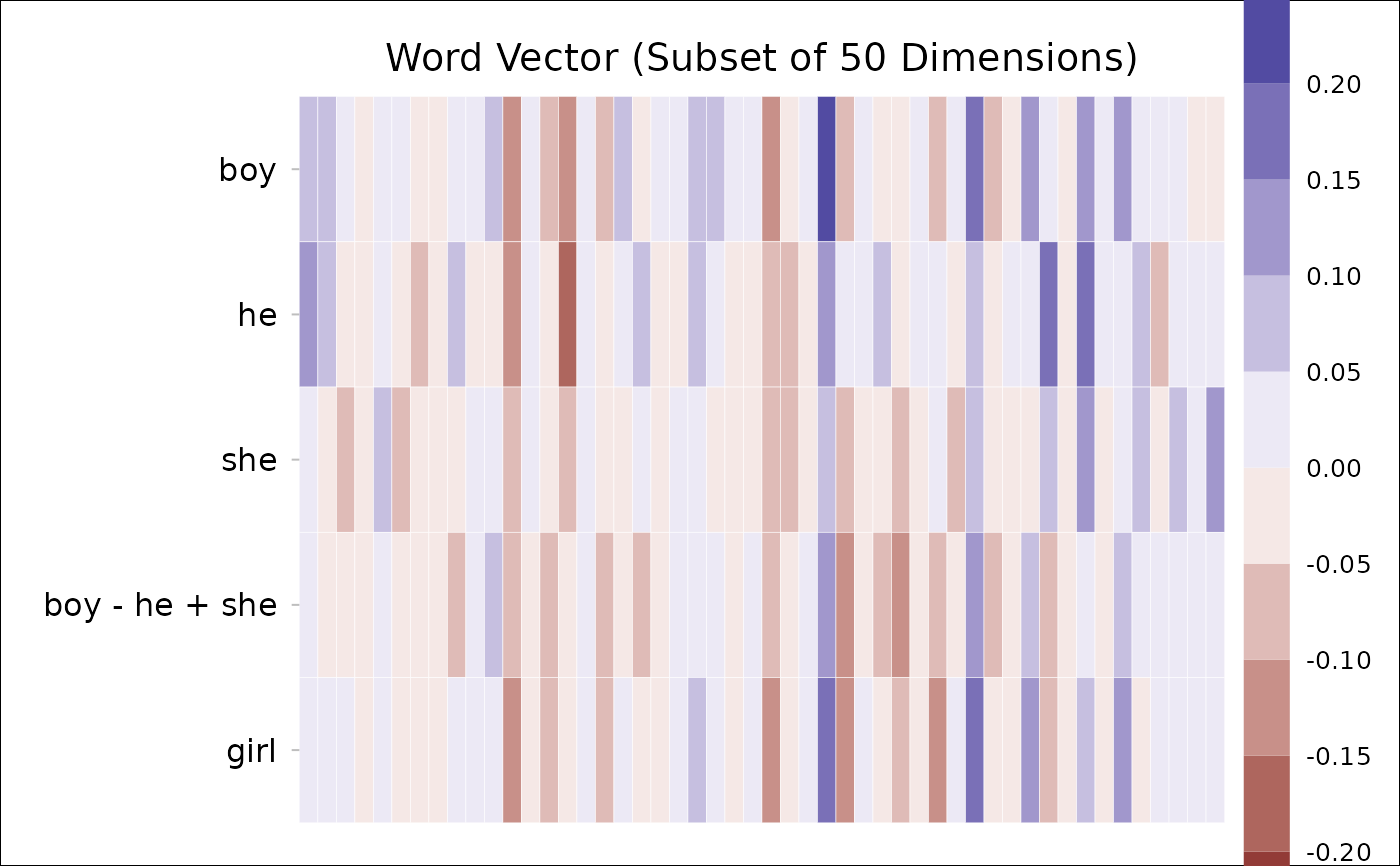 Word Vector (Subset of 50 Dimensions)
boy
he
she
boy - he + she
girl
0.20
0.15
0.10
0.05
0.00
-0.05
-0.10
-0.15
-0.20